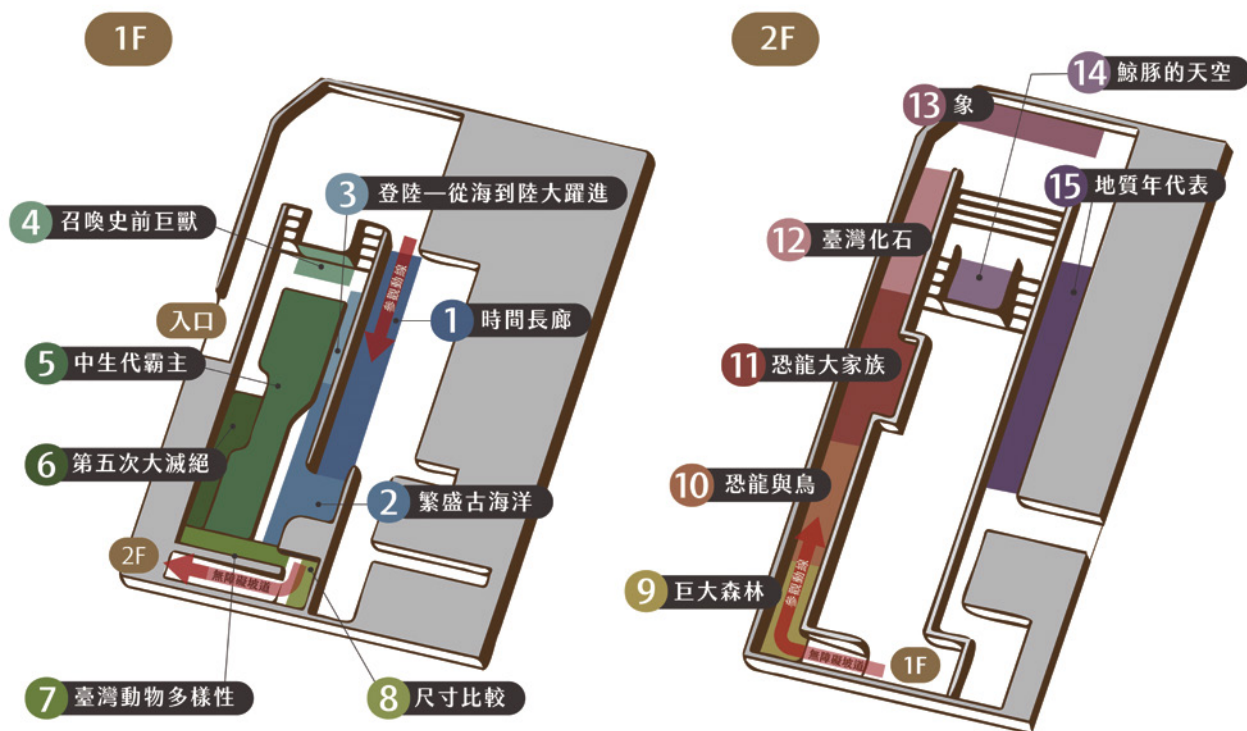 1F
3 登陸—從海到陸大躍進
4 召喚史前巨獸
參觀動線
入口
1 時間長廊
5 中生代霸主
6 第五次大滅絕
2 繁盛古海洋
2F
無障礙坡道
7 臺灣動物多樣性
8 尺寸比較
2F
14 鯨豚的天空
13 象
15 地質年代表
12 臺灣化石
11 恐龍大家族
10 恐龍與鳥
9 巨大森林
參觀動線
無障礙坡道
1F